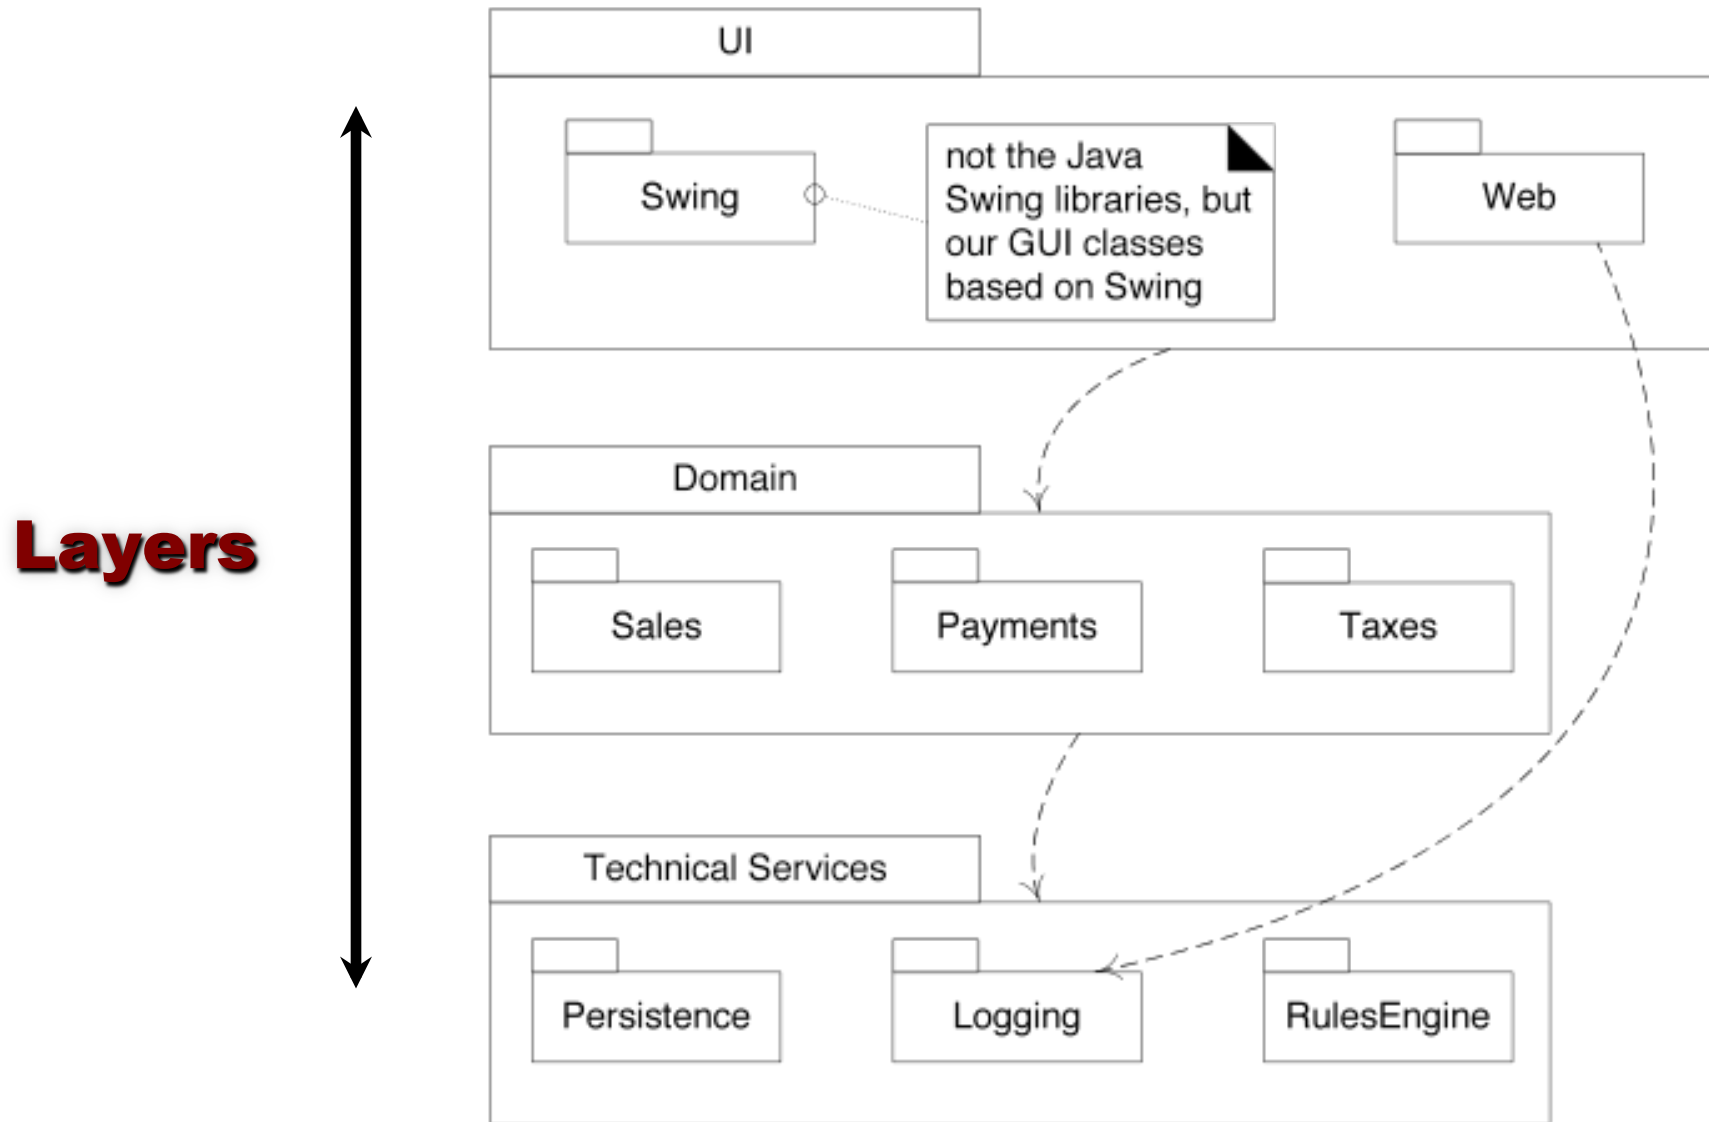 UI
Swing
not the Java
Swing libraries, but
our GUI classes
based on Swing
Web
Layers
Domain
Sales
Payments
Taxes
Technical Services
Persistence
Logging
RulesEngine